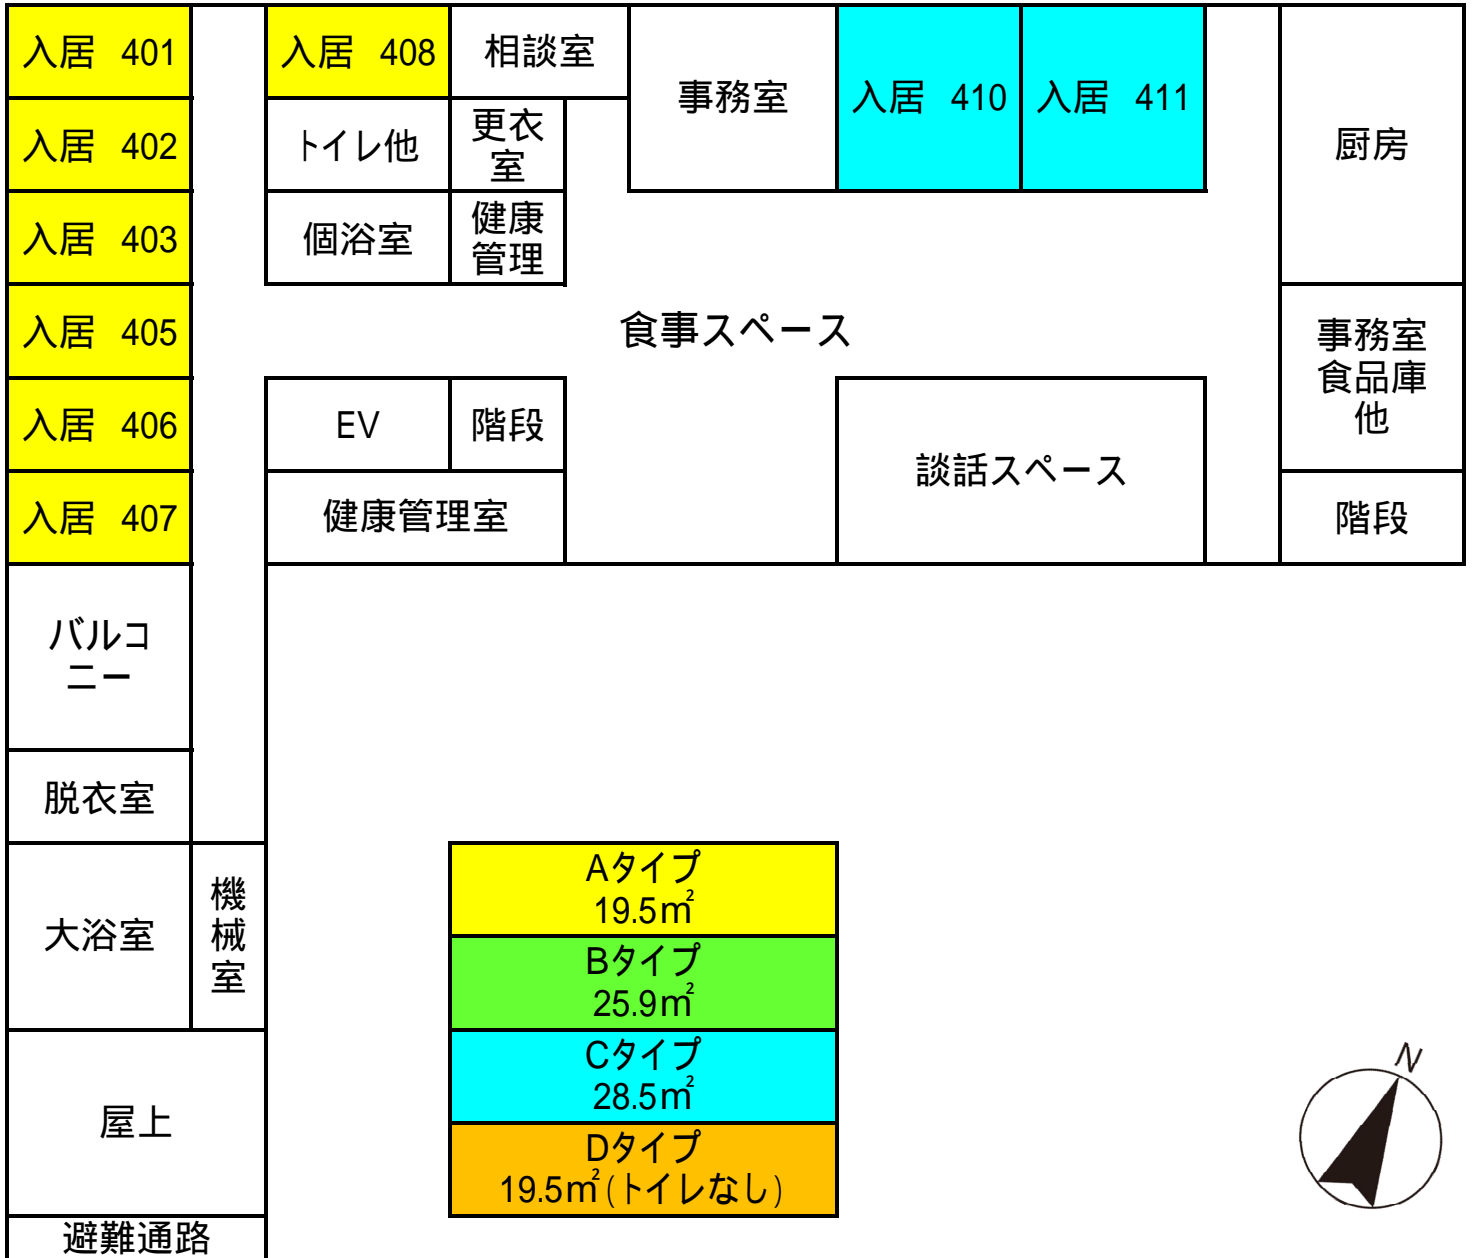 入居 401
入居 408
相談室
事務室
入居 410
入居 411
厨房
入居 402
トイレ他
更衣
室
入居 403
個浴室
健康
管理
入居 405
食事スペース
事務室
食品庫
他
入居 406
EV
階段
談話スペース
入居 407
健康管理室
階段
バルコ
ニー
脱衣室
大浴室
機
械
室
Aタイプ
19.5㎡
Bタイプ
25.9㎡
Cタイプ
28.5㎡
Dタイプ
19.5㎡(トイレなし)
屋上
避難通路
N